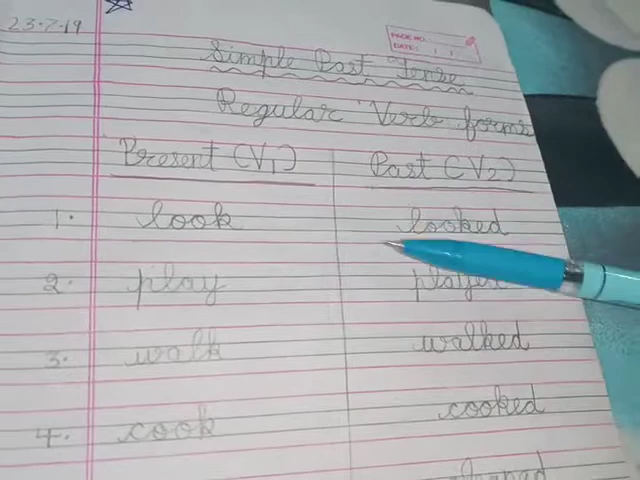 23·7·19
PAGE NO.
DATE: / /
Simple Past Tense
Regular Verb forms
Present (V1) Past (V2)
1. look looked
2. play played
3. walk walked
4. cook cooked